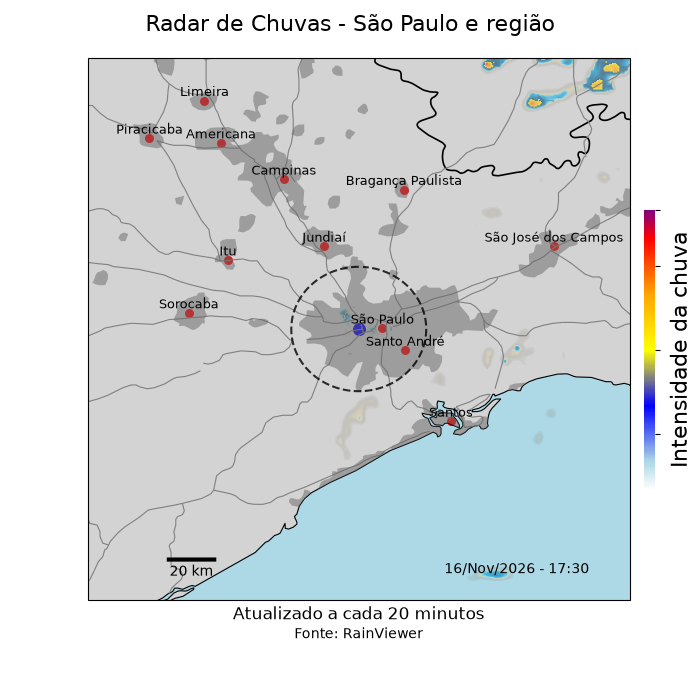 Radar de Chuvas - São Paulo e região
Limeira
Piracicaba
Americana
Campinas
Bragança Paulista
Jundiaí
São José dos Campos
Itu
Sorocaba
São Paulo
Santo André
Santos
Intensidade da chuva
20 km
16/Nov/2026 - 17:30
Atualizado a cada 20 minutos
Fonte: RainViewer